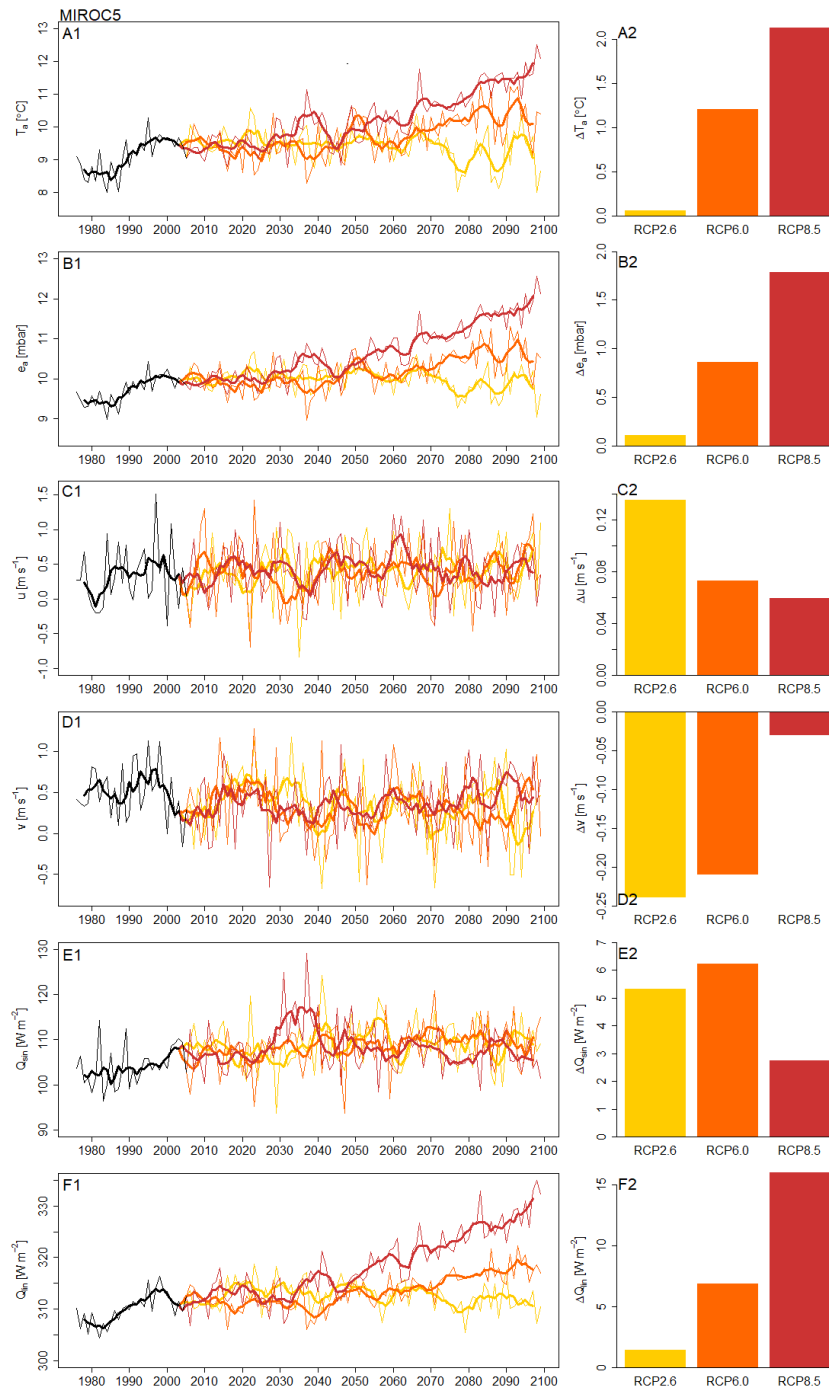 MIROC5
A1
Ta [°C]
13
12
11
10
9
8
1980 1990 2000 2010 2020 2030 2040 2050 2060 2070 2080 2090 2100
A2
ΔTa [°C]
2.0
1.5
1.0
0.5
0.0
RCP2.6 RCP6.0 RCP8.5
B1
ea [mbar]
13
12
11
10
9
1980 1990 2000 2010 2020 2030 2040 2050 2060 2070 2080 2090 2100
B2
Δea [mbar]
2.0
1.5
1.0
0.5
0.0
RCP2.6 RCP6.0 RCP8.5
C1
u [m s−1]
1.5
1.0
0.5
0.0
-0.5
-1.0
1980 1990 2000 2010 2020 2030 2040 2050 2060 2070 2080 2090 2100
C2
Δu [m s−1]
0.12
0.08
0.04
0.00
RCP2.6 RCP6.0 RCP8.5
D1
v [m s−1]
1.0
0.5
0.0
-0.5
1980 1990 2000 2010 2020 2030 2040 2050 2060 2070 2080 2090 2100
Δv [m s−1]
0.00
-0.05
-0.10
-0.15
-0.20
-0.25
D2
RCP2.6 RCP6.0 RCP8.5
E1
Qsin [W m−2]
130
120
110
100
90
1980 1990 2000 2010 2020 2030 2040 2050 2060 2070 2080 2090 2100
E2
ΔQsin [W m−2]
7
6
5
4
3
2
1
0
RCP2.6 RCP6.0 RCP8.5
F1
Qlin [W m−2]
330
320
310
300
1980 1990 2000 2010 2020 2030 2040 2050 2060 2070 2080 2090 2100
F2
ΔQlin [W m−2]
15
10
5
0
RCP2.6 RCP6.0 RCP8.5